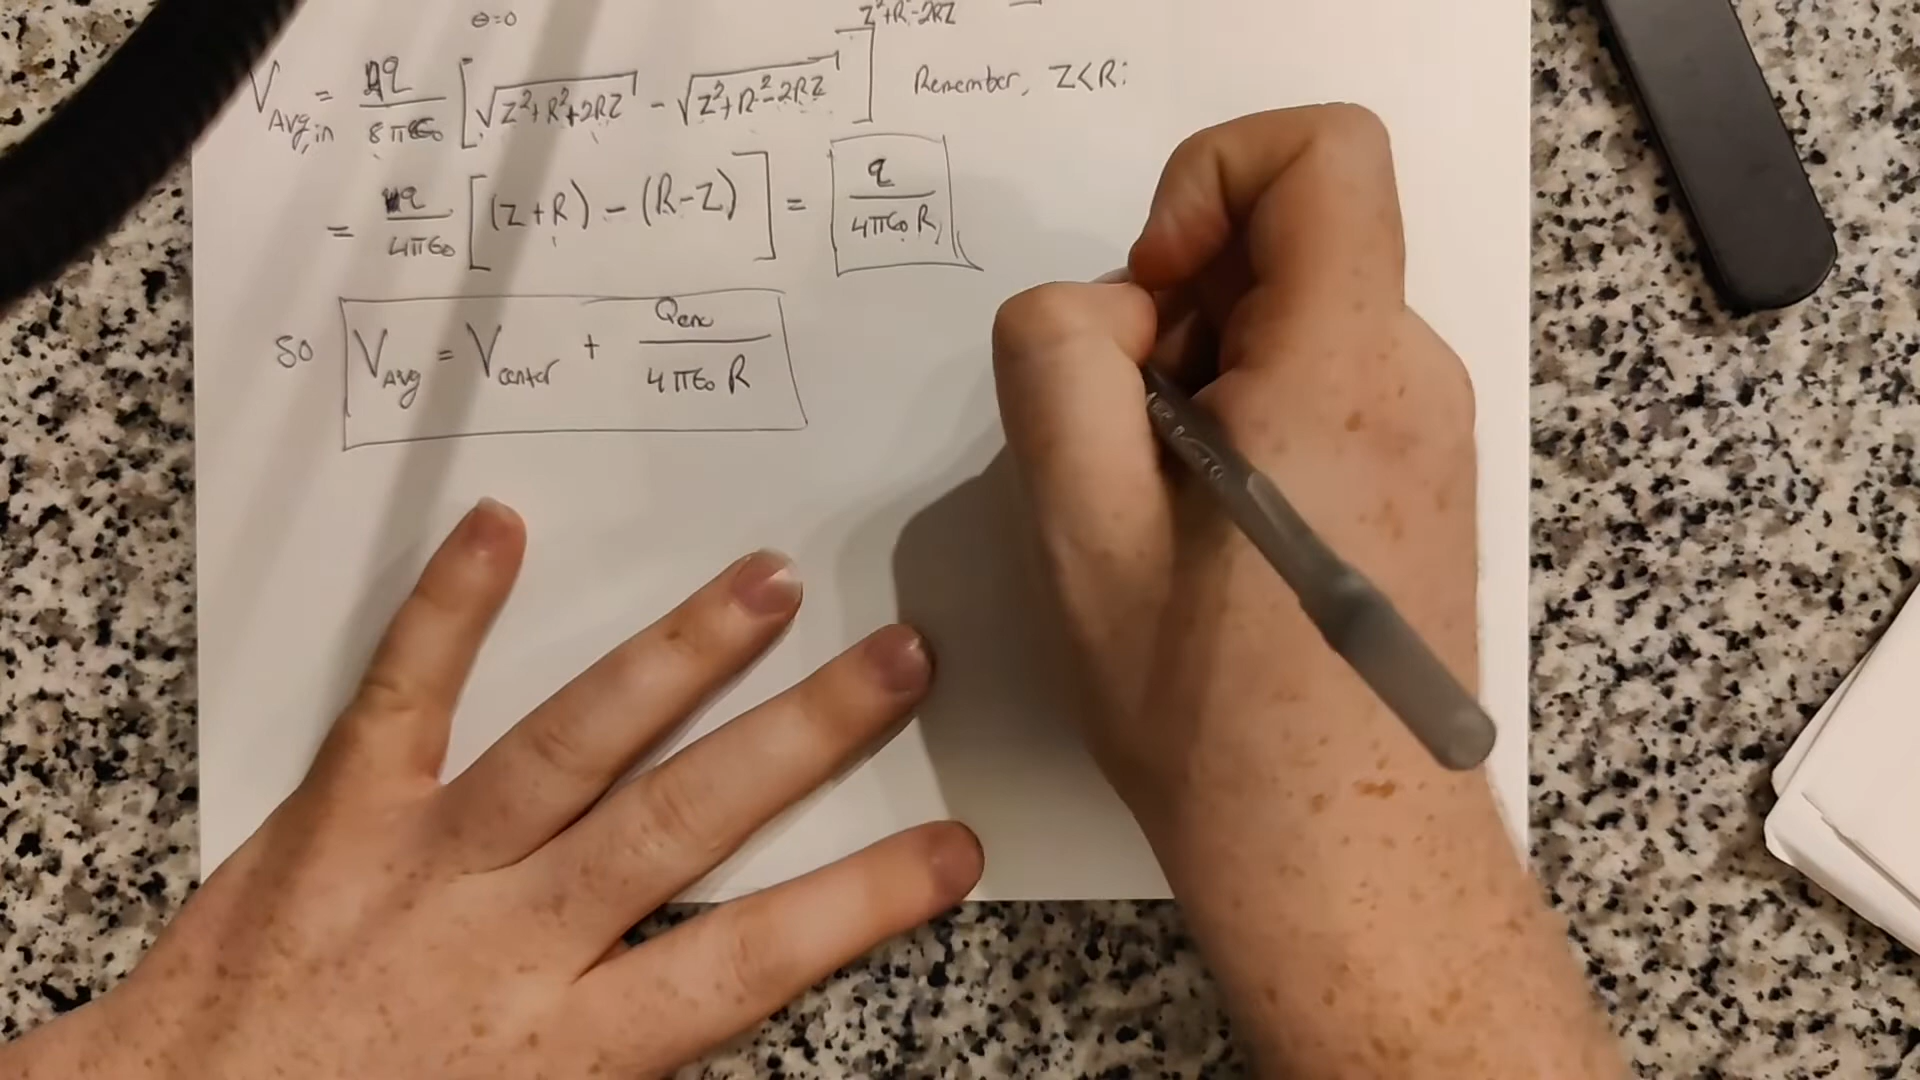 θ=0 Z²+R²-2RZ
V_Avg,in = q/8πε₀ [√(Z²+R²+2RZ) - √(Z²+R²-2RZ)] Remember, Z<R:
= q/4πε₀ [(Z+R) - (R-Z)] = q/4πε₀R
So V_Avg = V_center + Q_enc/4πε₀R